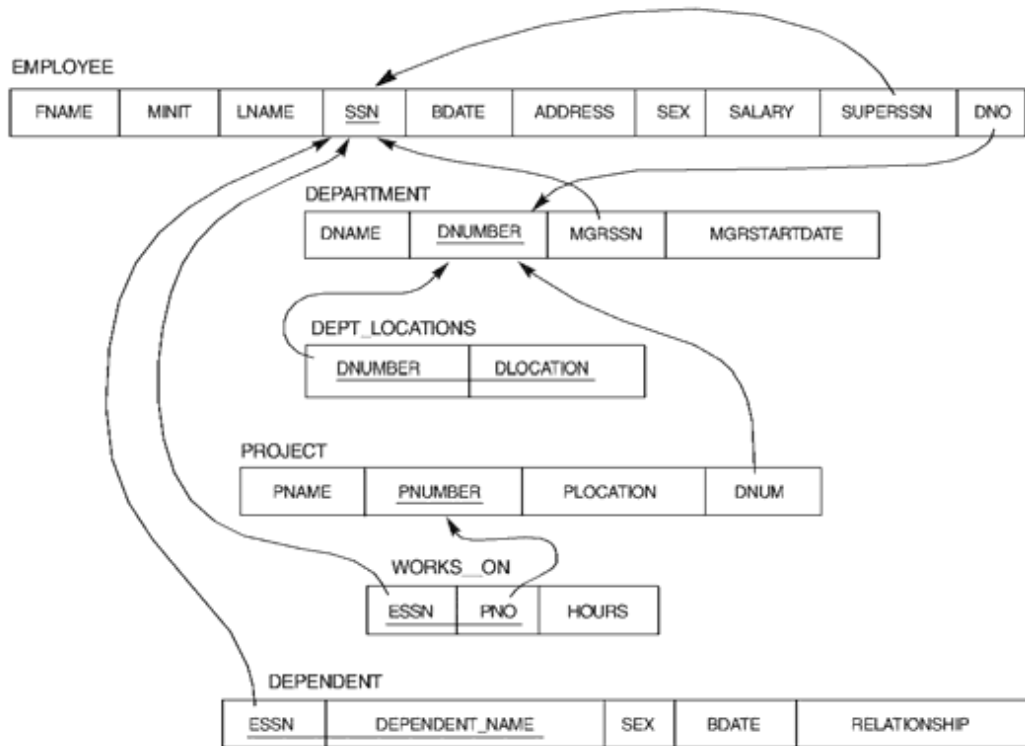 EMPLOYEE
FNAME MINIT LNAME SSN BDATE ADDRESS SEX SALARY SUPERSSN DNO
DEPARTMENT
DNAME DNUMBER MGRSSN MGRSTARTDATE
DEPT_LOCATIONS
DNUMBER DLOCATION
PROJECT
PNAME PNUMBER PLOCATION DNUM
WORKS_ON
ESSN PNO HOURS
DEPENDENT
ESSN DEPENDENT_NAME SEX BDATE RELATIONSHIP